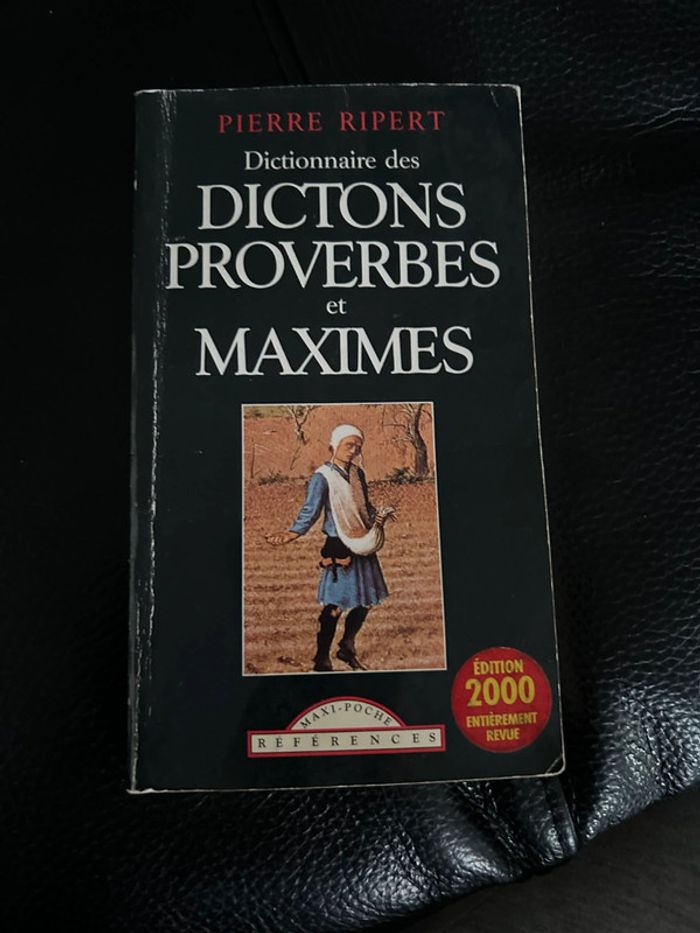 PIERRE RIPERT
Dictionnaire des
DICTONS
PROVERBES
et
MAXIMES
MAXI-POCHE
RÉFÉRENCES
ÉDITION
2000
ENTIÈREMENT
REVUE